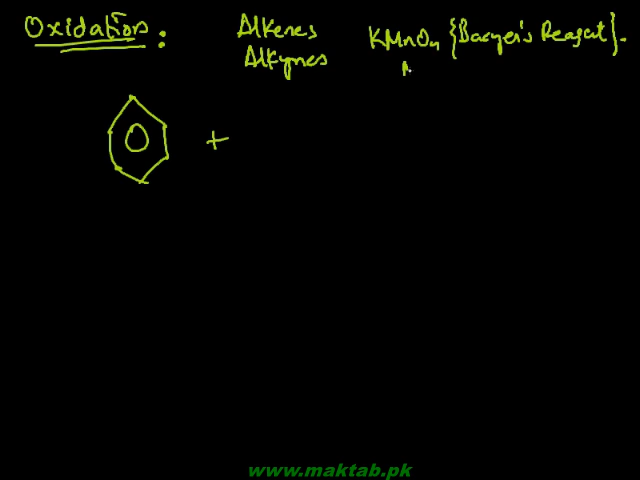 Oxidation :
Alkenes
Alkynes
KMnO4 {Baeyer's Reagent}.
+
www.maktab.pk